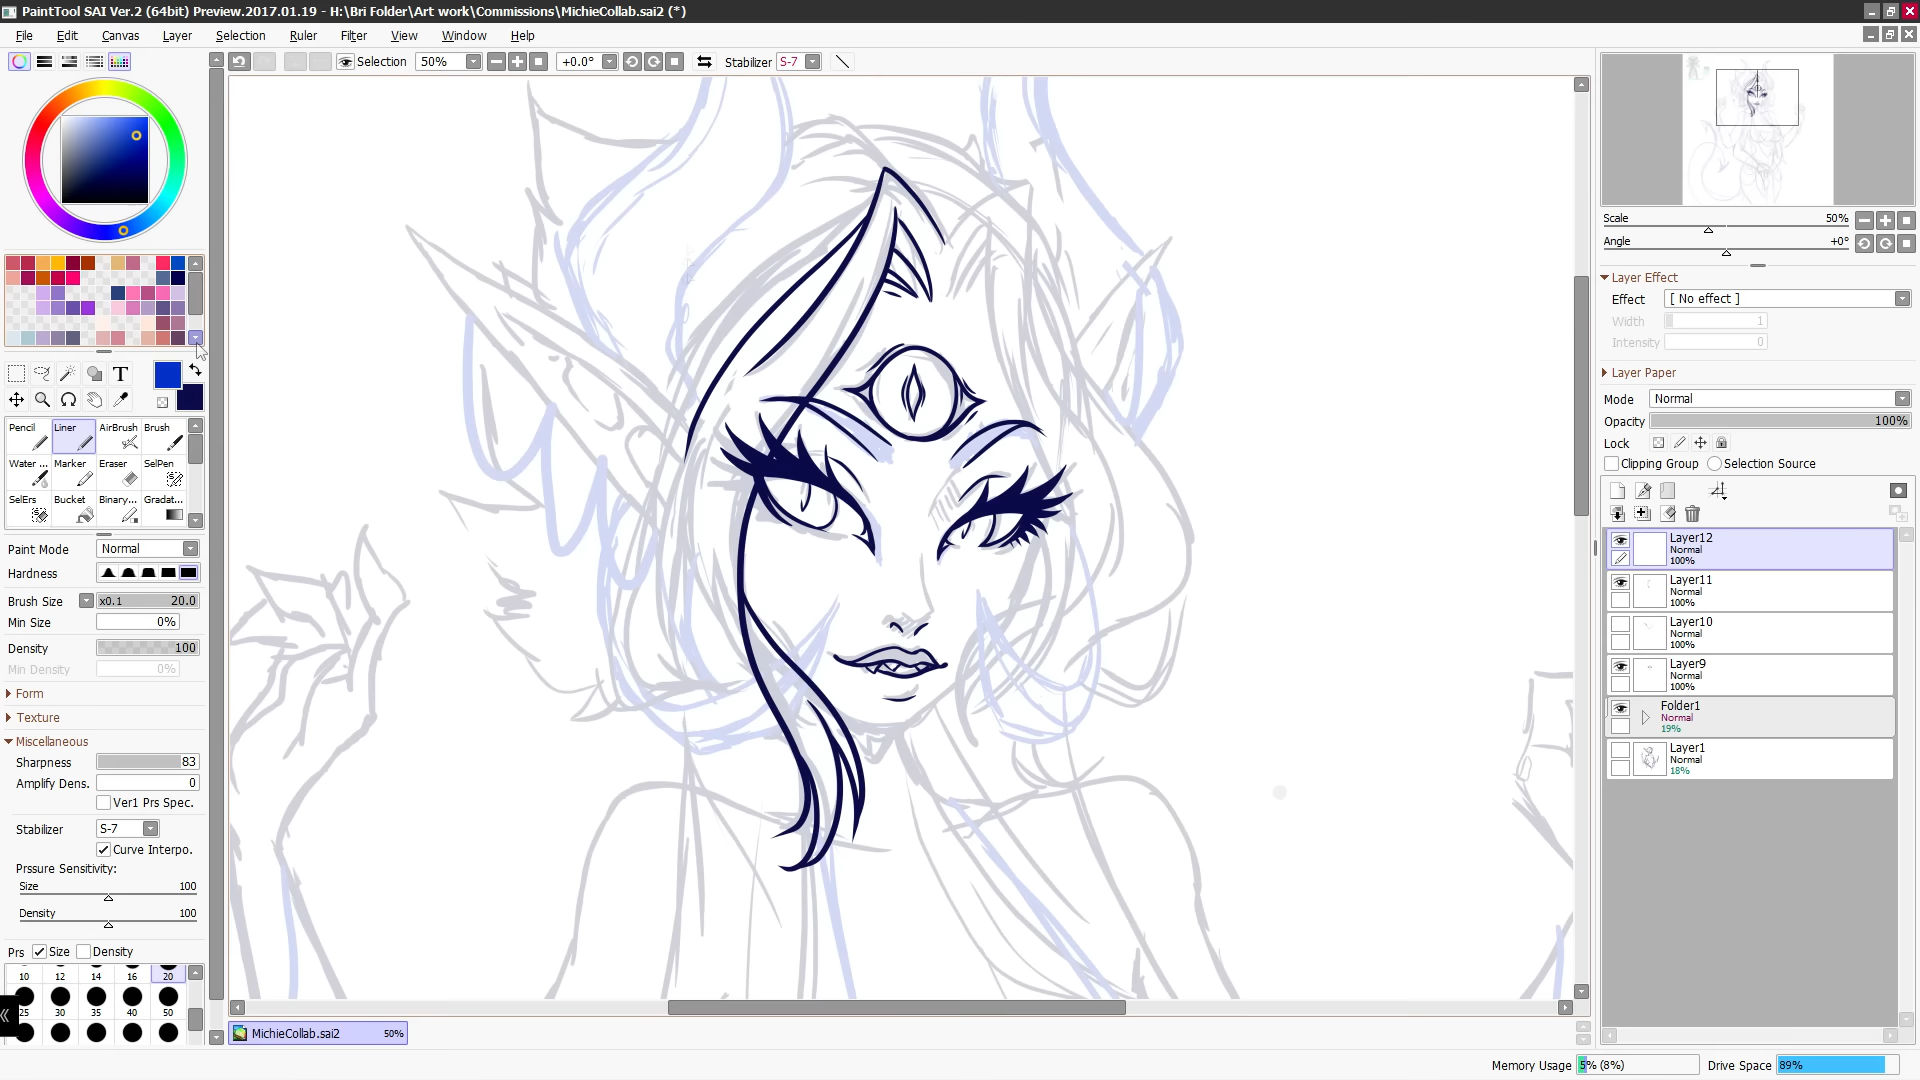 PaintTool SAI Ver.2 (64bit) Preview.2017.01.19 - H:\Bri Folder\Art work\Commissions\MichieCollab.sai2 (*)
File Edit Canvas Layer Selection Ruler Filter View Window Help
Selection 50% +0.0° Stabilizer S-7
T
Pencil Liner AirBrush Brush
Water ... Marker Eraser SelPen
SelErs Bucket Binary... Gradat...
Paint Mode Normal
Hardness
Brush Size x0.1 20.0
Min Size 0%
Density 100
Min Density 0%
Form
Texture
Miscellaneous
Sharpness 83
Amplify Dens. 0
Ver1 Prs Spec.
Stabilizer S-7
Curve Interpo.
Prssure Sensitivity:
Size 100
Density 100
Prs Size Density
10 12 14 16 20
25 30 35 40 50
MichieCollab.sai2 50%
Scale 50%
Angle +0°
Layer Effect
Effect [ No effect ]
Width 1
Intensity 0
Layer Paper
Mode Normal
Opacity 100%
Lock
Clipping Group Selection Source
Layer12
Normal
100%
Layer11
Normal
100%
Layer10
Normal
100%
Layer9
Normal
100%
Folder1
Normal
19%
Layer1
Normal
18%
Memory Usage 5% (8%) Drive Space 89%